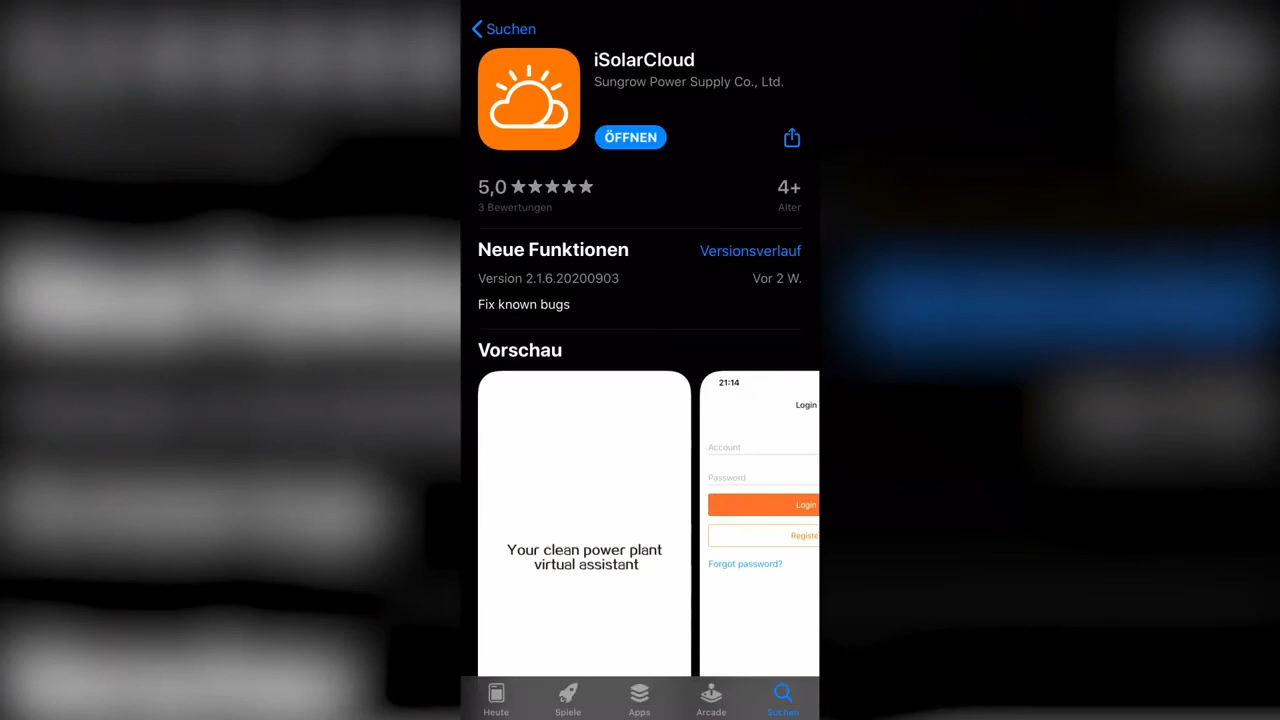 Suchen
iSolarCloud
Sungrow Power Supply Co., Ltd.
ÖFFNEN
5,0
4+
3 Bewertungen
Alter
Neue Funktionen
Versionsverlauf
Version 2.1.6.20200903
Vor 2 W.
Fix known bugs
Vorschau
Your clean power plant
virtual assistant
21:14
Login
Account
Password
Login
Registe
Forgot password?
Heute
Spiele
Apps
Arcade
Suchen